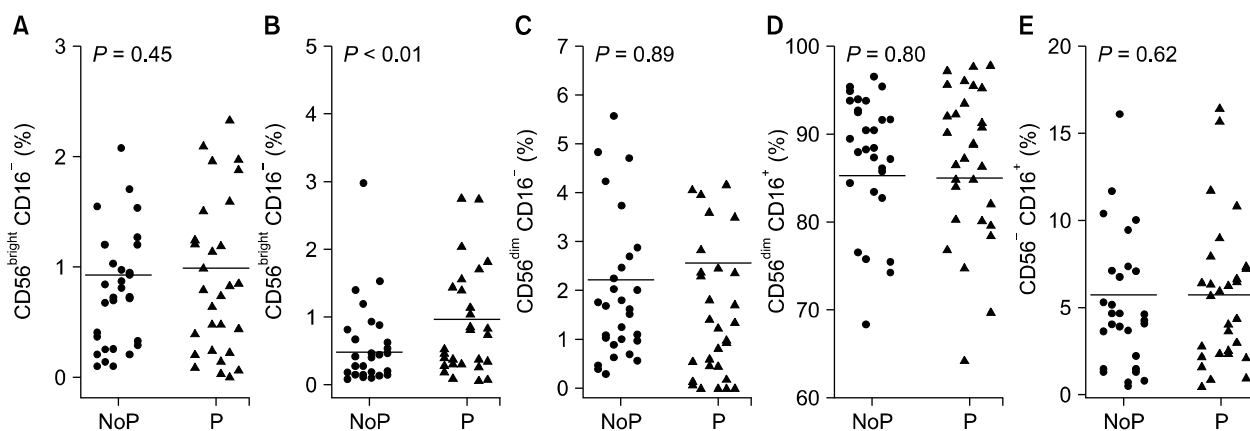 A
P = 0.45
CD56bright CD16− (%)
3
2
1
0
NoP P
B
P < 0.01
CD56bright CD16− (%)
5
4
3
2
1
0
NoP P
C
P = 0.89
CD56dim CD16− (%)
7
6
5
4
3
2
1
0
NoP P
D
P = 0.80
CD56dim CD16+ (%)
100
90
80
70
60
NoP P
E
P = 0.62
CD56− CD16+ (%)
20
15
10
5
0
NoP P